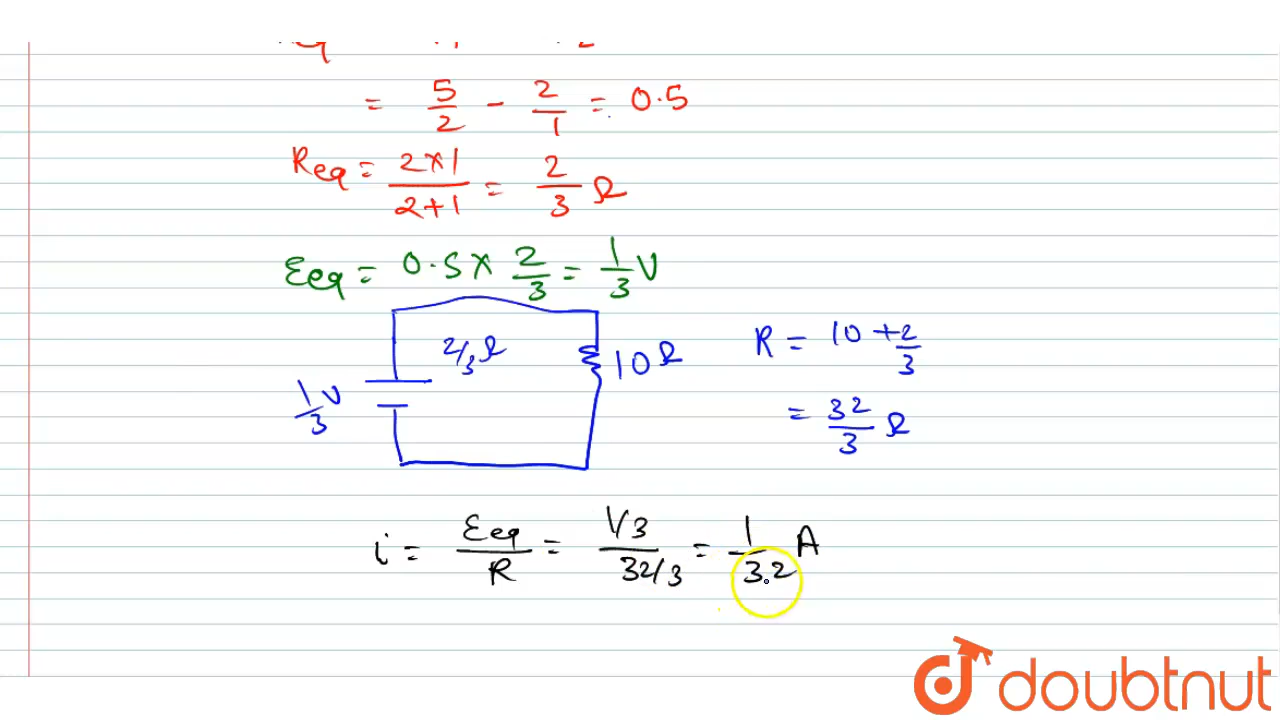 = 5/2 - 2/1 = 0.5
Req = 2×1/2+1 = 2/3 Ω
Eeq = 0.5 × 2/3 = 1/3 V
2/3 Ω
10 Ω
1/3 V
R = 10 + 2/3
= 32/3 Ω
i = Eeq/R = 1/3/32/3 = 1/32 A
doubtnut